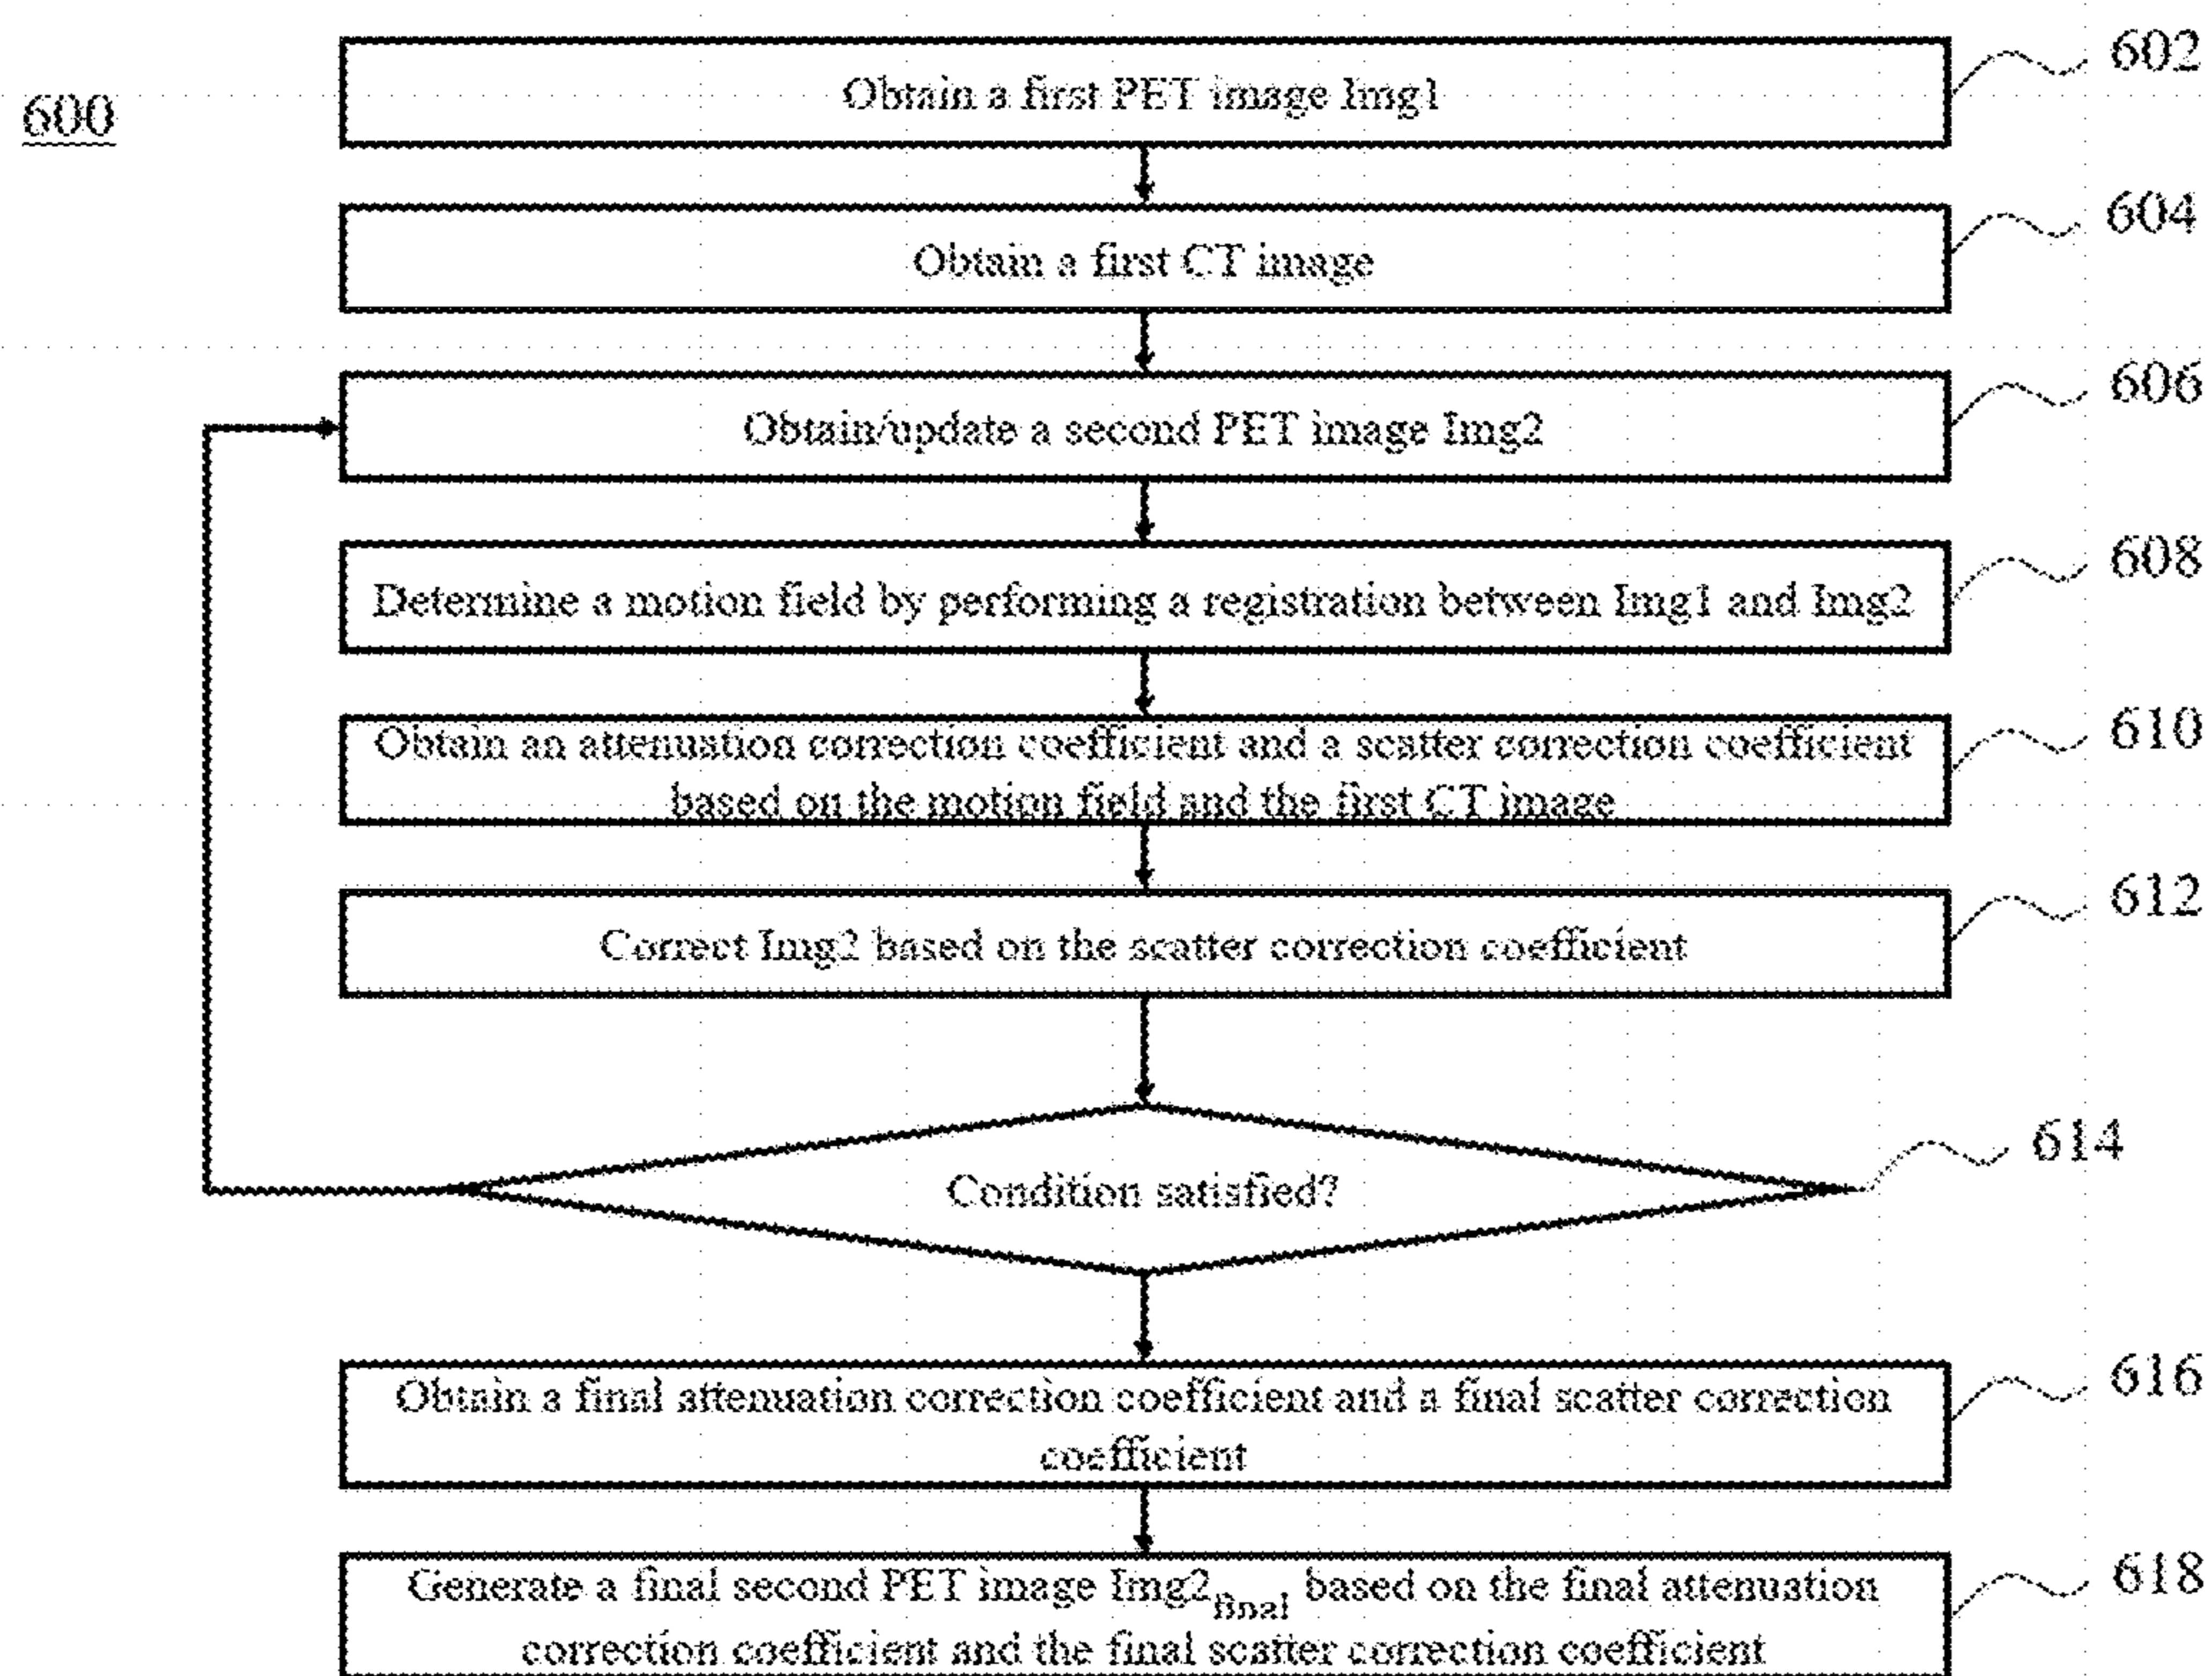 600
Obtain a first PET image Img1
602
Obtain a first CT image
604
Obtain/update a second PET image Img2
606
Determine a motion field by performing a registration between Img1 and Img2
608
Obtain an attenuation correction coefficient and a scatter correction coefficient
based on the motion field and the first CT image
610
Correct Img2 based on the scatter correction coefficient
612
Condition satisfied?
614
Obtain a final attenuation correction coefficient and a final scatter correction
coefficient
616
Generate a final second PET image Img2final based on the final attenuation
correction coefficient and the final scatter correction coefficient
618